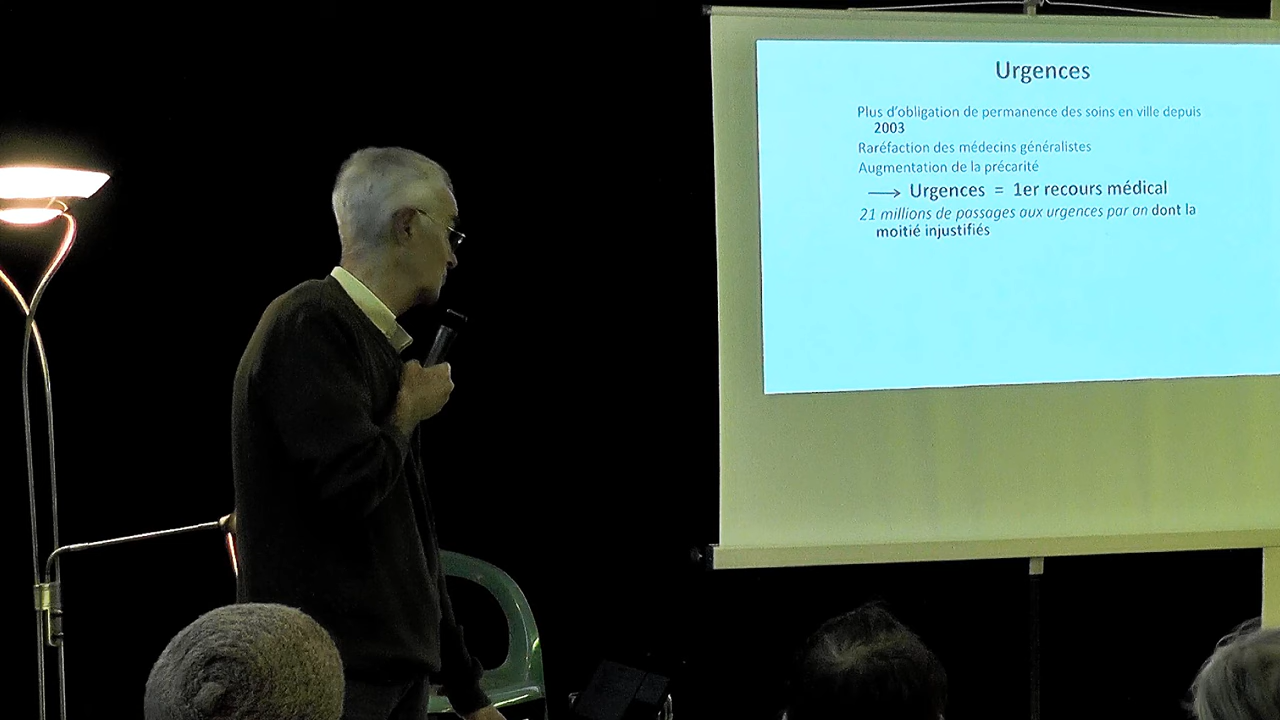 Urgences
Plus d'obligation de permanence des soins en ville depuis
2003
Raréfaction des médecins généralistes
Augmentation de la précarité
⟶ Urgences = 1er recours médical
21 millions de passages aux urgences par an dont la
moitié injustifiés